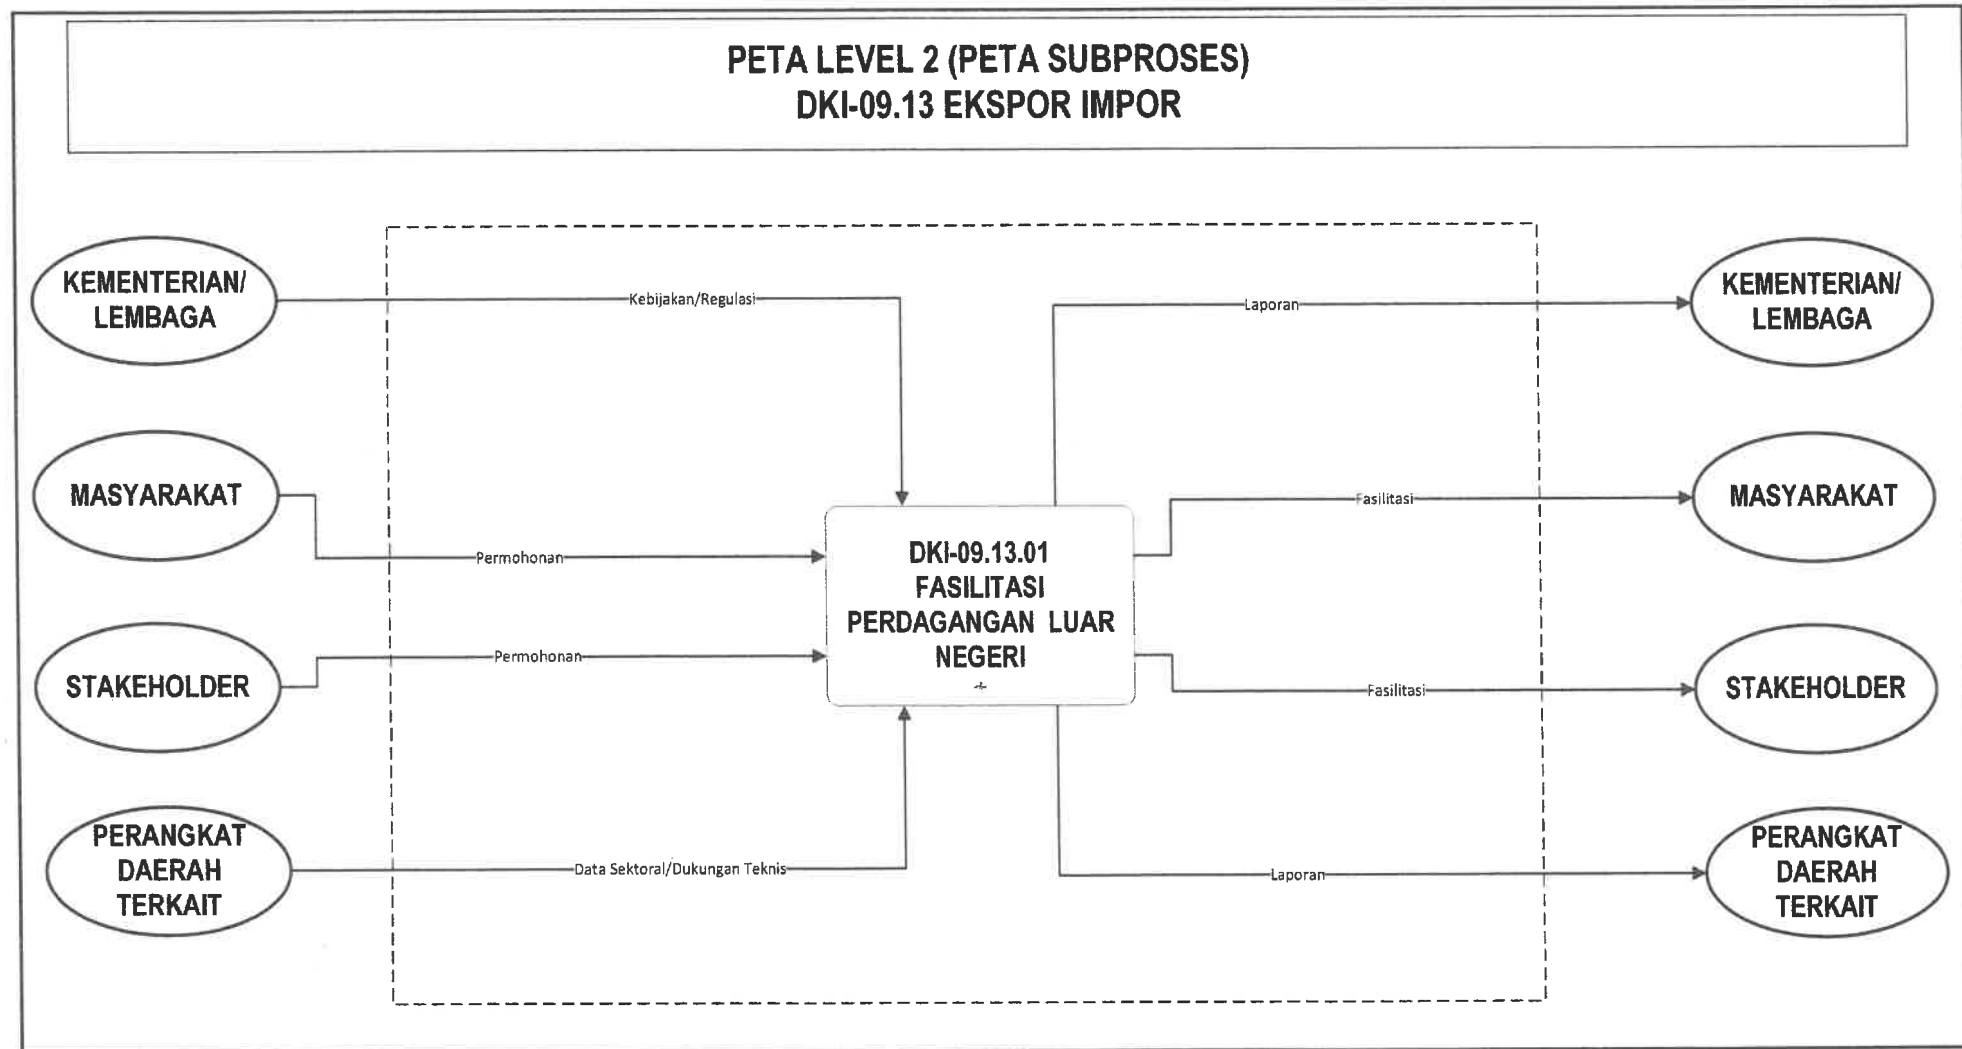 PETA LEVEL 2 (PETA SUBPROSES)
DKI-09.13 EKSPOR IMPOR
KEMENTERIAN/
LEMBAGA
Kebijakan/Regulasi
Laporan
KEMENTERIAN/
LEMBAGA
MASYARAKAT
Permohonan
Fasilitasi
MASYARAKAT
DKI-09.13.01
FASILITASI
PERDAGANGAN LUAR
NEGERI
+
STAKEHOLDER
Permohonan
Fasilitasi
STAKEHOLDER
PERANGKAT
DAERAH
TERKAIT
Data Sektoral/Dukungan Teknis
Laporan
PERANGKAT
DAERAH
TERKAIT